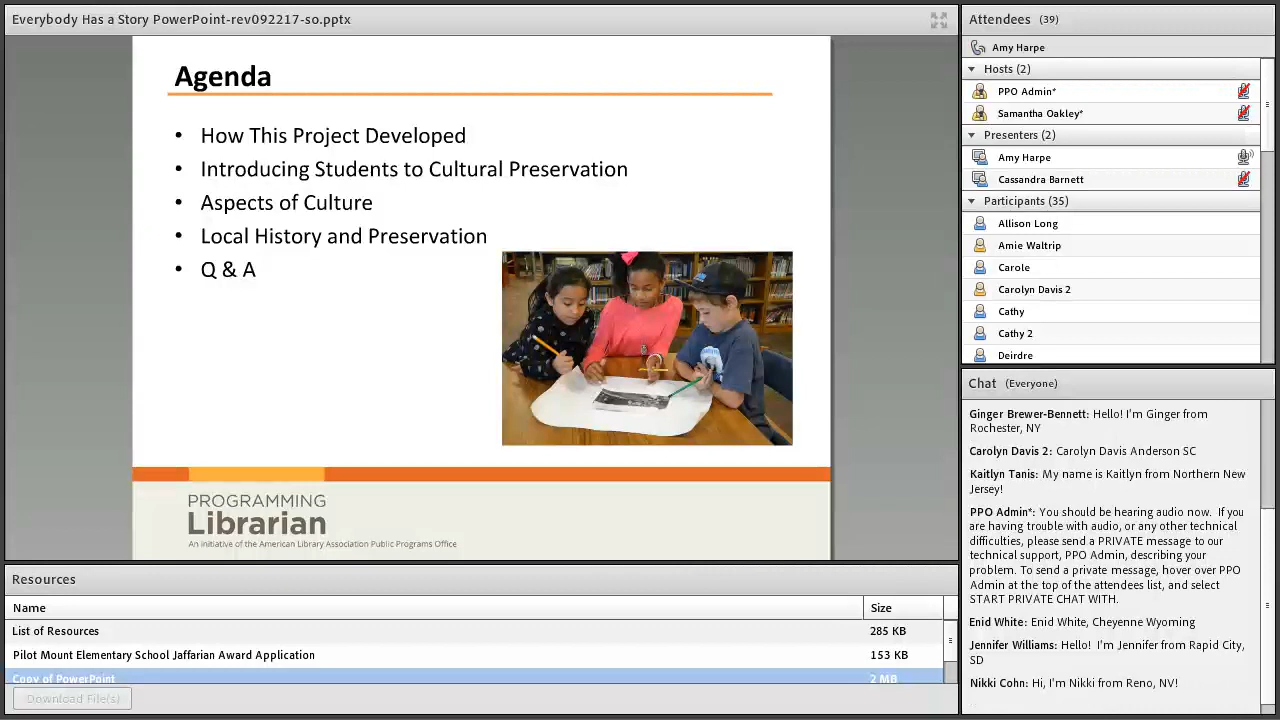 Everybody Has a Story PowerPoint-rev092217-so.pptx
Agenda
• How This Project Developed
• Introducing Students to Cultural Preservation
• Aspects of Culture
• Local History and Preservation
• Q & A
PROGRAMMING
Librarian
An initiative of the American Library Association Public Programs Office
Resources
Name Size
List of Resources 285 KB
Pilot Mount Elementary School Jaffarian Award Application 153 KB
Copy of PowerPoint 2 MB
Download File(s)
Attendees (39)
Amy Harpe
Hosts (2)
PPO Admin*
Samantha Oakley*
Presenters (2)
Amy Harpe
Cassandra Barnett
Participants (35)
Allison Long
Amie Waltrip
Carole
Carolyn Davis 2
Cathy
Cathy 2
Deirdre
Chat (Everyone)
Ginger Brewer-Bennett: Hello! I'm Ginger from
Rochester, NY
Carolyn Davis 2: Carolyn Davis Anderson SC
Kaitlyn Tanis: My name is Kaitlyn from Northern New
Jersey!
PPO Admin*: You should be hearing audio now. If you
are having trouble with audio, or any other technical
difficulties, please send a PRIVATE message to our
technical support, PPO Admin, describing your
problem. To send a private message, hover over PPO
Admin at the top of the attendees list, and select
START PRIVATE CHAT WITH.
Enid White: Enid White, Cheyenne Wyoming
Jennifer Williams: Hello! I'm Jennifer from Rapid City,
SD
Nikki Cohn: Hi, I'm Nikki from Reno, NV!